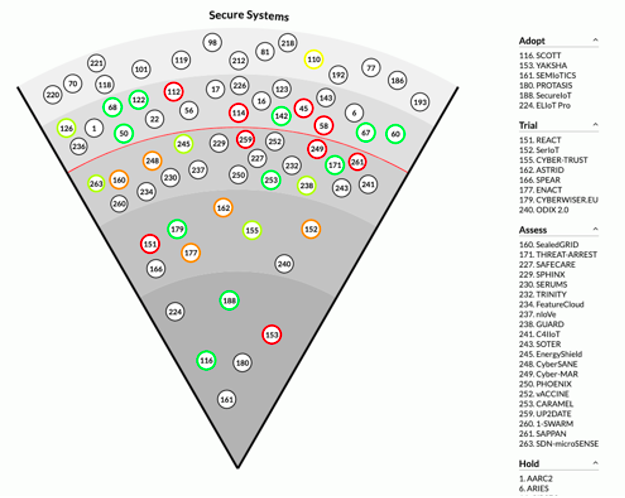 Secure Systems
98
218
81
221
119
212
110
101
77
192
70
118
186
220
112
17
226
123
68
122
16
143
193
56
114
45
6
22
142
126
1
50
58
67
60
236
245
229
259
252
249
248
227
171
261
237
232
263
160
230
250
253
234
238
243
241
260
162
179
155
152
151
177
166
240
188
224
153
116
180
161
Adopt
116. SCOTT
153. YAKSHA
161. SEMIoTICS
180. PROTASIS
188. SecureIoT
224. ELIoT Pro
Trial
151. REACT
152. SerIoT
155. CYBER-TRUST
162. ASTRID
166. SPEAR
177. ENACT
179. CYBERWISER.EU
240. ODIX 2.0
Assess
160. SealedGRID
171. THREAT-ARREST
227. SAFECARE
229. SPHINX
230. SERUMS
232. TRINITY
234. FeatureCloud
237. nIoVe
238. GUARD
241. C4IIoT
243. SOTER
245. EnergyShield
248. CyberSANE
249. Cyber-MAR
250. PHOENIX
252. vACCINE
253. CARAMEL
259. UP2DATE
260. 1-SWARM
261. SAPPAN
263. SDN-microSENSE
Hold
1. AARC2
6. ARIES